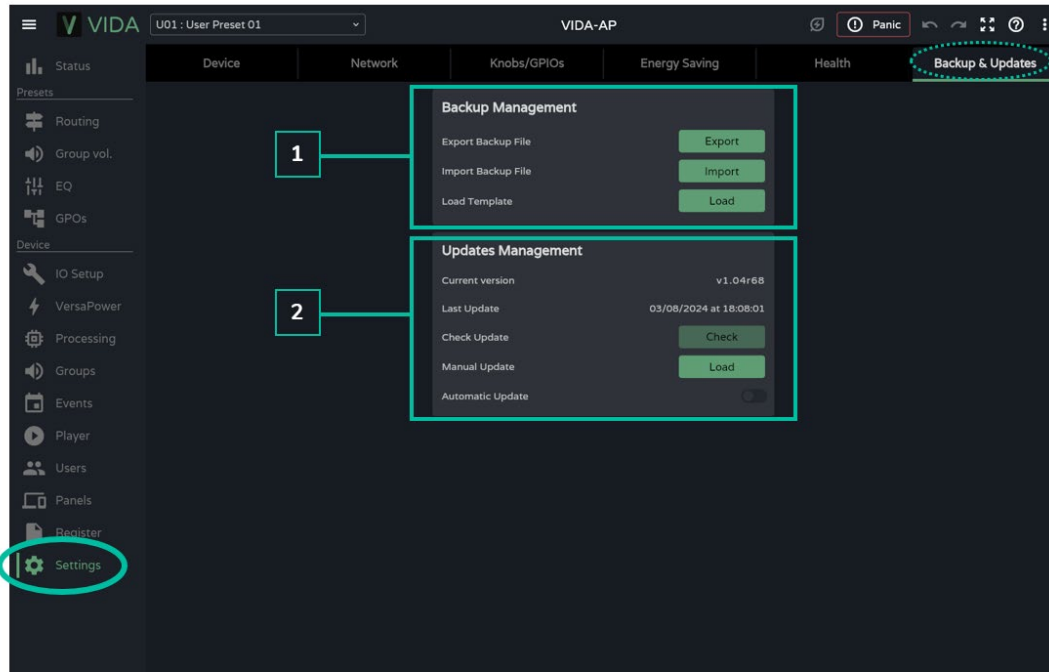 VIDA
U01 : User Preset 01
VIDA-AP
Panic
Status
Presets
Routing
Group vol.
EQ
GPOs
Device
IO Setup
VersaPower
Processing
Groups
Events
Player
Users
Panels
Register
Settings
Device
Network
Knobs/GPIOs
Energy Saving
Health
Backup & Updates
1
Backup Management
Export Backup File
Export
Import Backup File
Import
Load Template
Load
2
Updates Management
Current version
v1.04r68
Last Update
03/08/2024 at 18:08:01
Check Update
Check
Manual Update
Load
Automatic Update